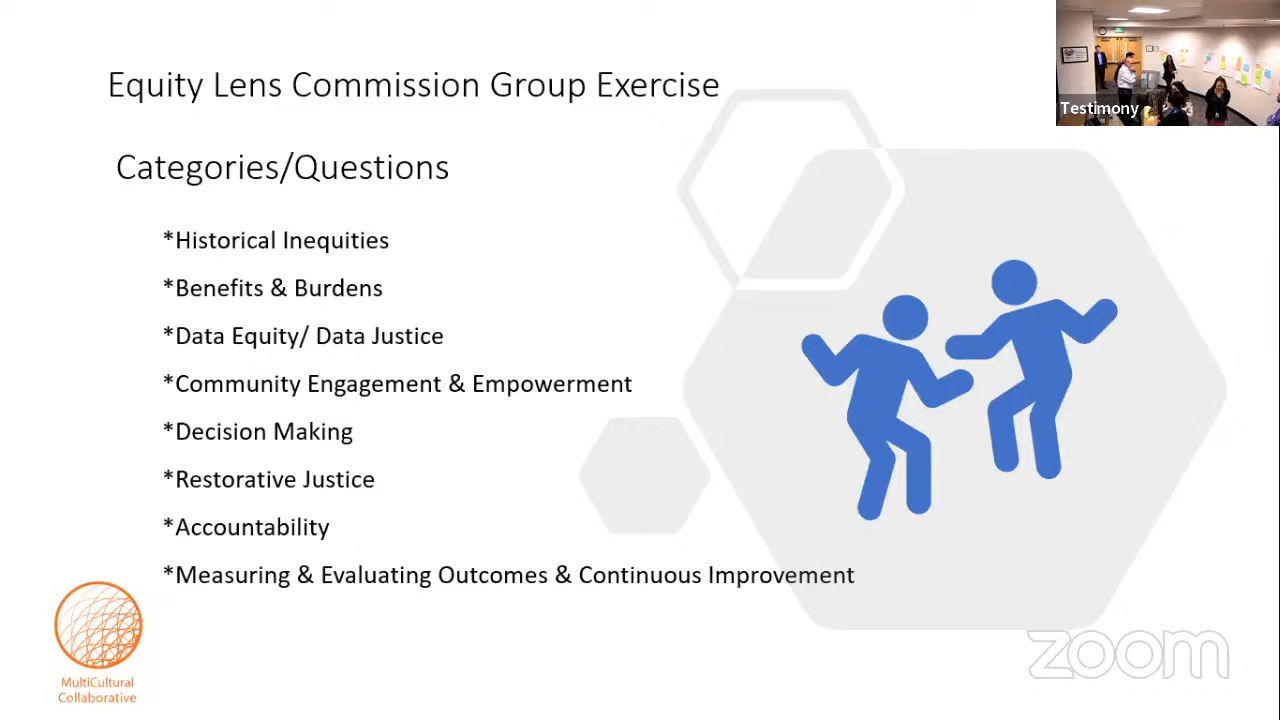 Equity Lens Commission Group Exercise
Testimony
Categories/Questions
*Historical Inequities
*Benefits & Burdens
*Data Equity/ Data Justice
*Community Engagement & Empowerment
*Decision Making
*Restorative Justice
*Accountability
*Measuring & Evaluating Outcomes & Continuous Improvement
MultiCultural
Collaborative
zoom